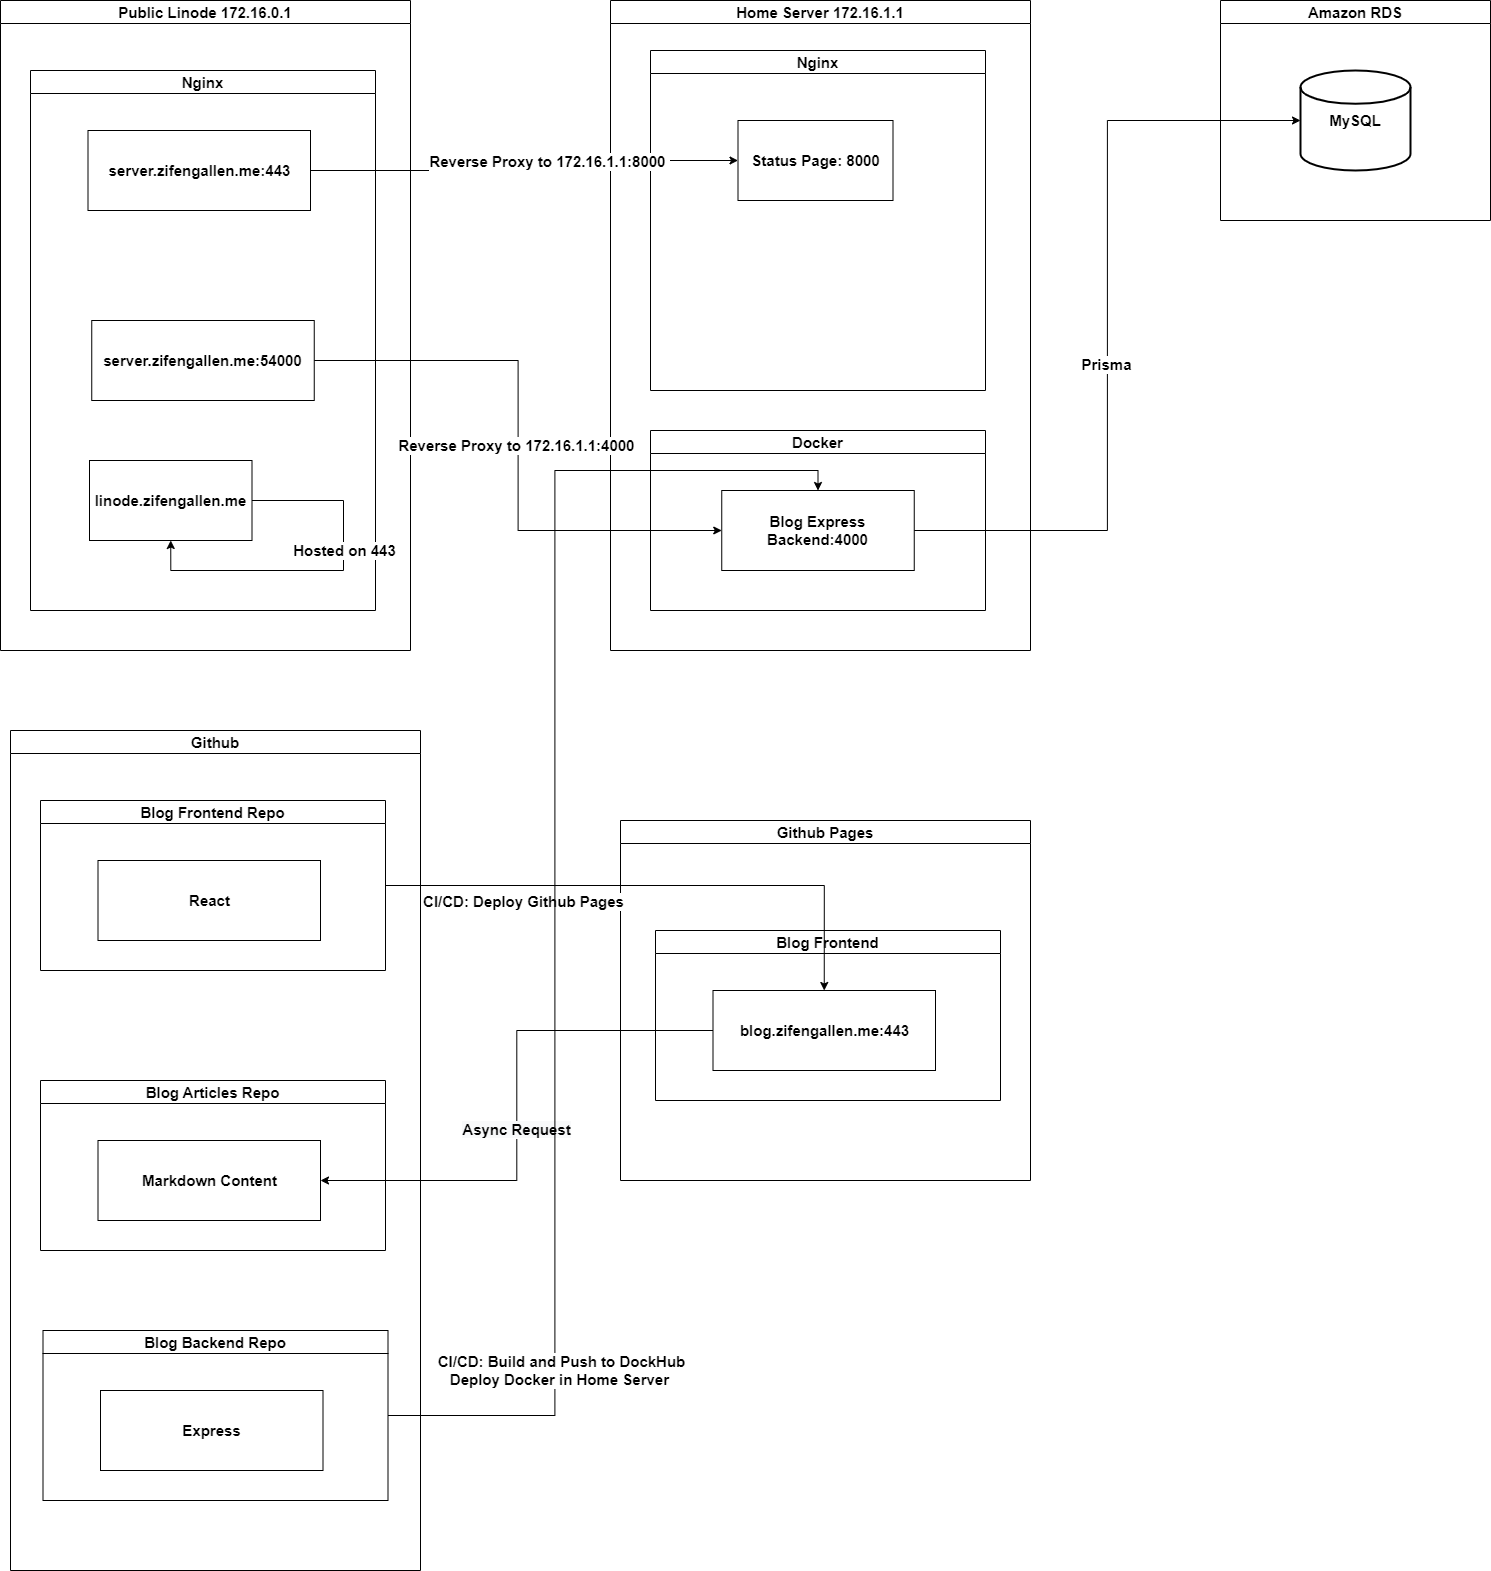 Public Linode 172.16.0.1
Home Server 172.16.1.1
Amazon RDS
Nginx
Nginx
server.zifengallen.me:443
Reverse Proxy to 172.16.1.1:8000
Status Page: 8000
MySQL
server.zifengallen.me:54000
Prisma
Reverse Proxy to 172.16.1.1:4000
Docker
linode.zifengallen.me
Hosted on 443
Blog Express
Backend:4000
Github
Blog Frontend Repo
React
CI/CD: Deploy Github Pages
Github Pages
Blog Frontend
blog.zifengallen.me:443
Blog Articles Repo
Async Request
Markdown Content
Blog Backend Repo
CI/CD: Build and Push to DockHub
Deploy Docker in Home Server
Express